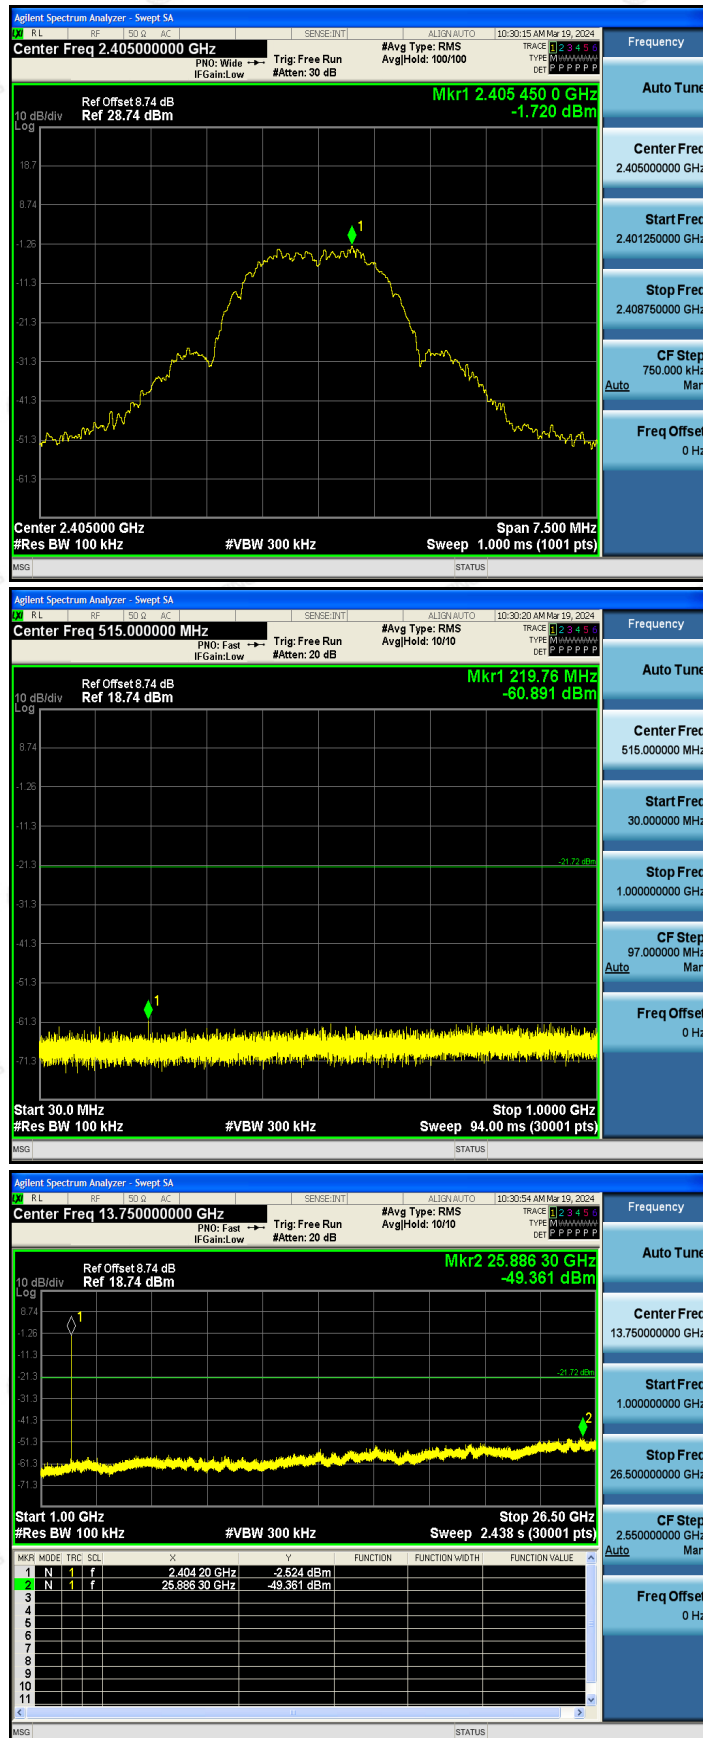 Agilent Spectrum Analyzer - Swept SA
LXI RL RF 50 Ω AC SENSE:INT ALIGN AUTO 10:30:15 AM Mar 19, 2024
Center Freq 2.405000000 GHz
PNO: Wide
IFGain:Low
Trig: Free Run
#Atten: 30 dB
#Avg Type: RMS
Avg|Hold: 100/100
TRACE 1 2 3 4 5 6
TYPE M
DET P P P P P P
Mkr1 2.405 450 0 GHz
-1.720 dBm
Ref Offset 8.74 dB
10 dB/div Ref 28.74 dBm
Log
1
18.7
8.74
-1.26
-11.3
-21.3
-31.3
-41.3
-51.3
-61.3
Center 2.405000 GHz Span 7.500 MHz
#Res BW 100 kHz #VBW 300 kHz Sweep 1.000 ms (1001 pts)
MSG STATUS
Frequency
Auto Tune
Center Freq
2.405000000 GHz
Start Freq
2.401250000 GHz
Stop Freq
2.408750000 GHz
CF Step
750.000 kHz
Auto Man
Freq Offset
0 Hz
Agilent Spectrum Analyzer - Swept SA
LXI RL RF 50 Ω AC SENSE:INT ALIGN AUTO 10:30:20 AM Mar 19, 2024
Center Freq 515.000000 MHz
PNO: Fast
IFGain:Low
Trig: Free Run
#Atten: 20 dB
#Avg Type: RMS
Avg|Hold: 10/10
TRACE 1 2 3 4 5 6
TYPE M
DET P P P P P P
Mkr1 219.76 MHz
-60.891 dBm
Ref Offset 8.74 dB
10 dB/div Ref 18.74 dBm
Log
8.74
-1.26
-11.3
-21.3
-31.3
-41.3
-51.3
-61.3
-71.3
-21.72 dBm
1
Start 30.0 MHz Stop 1.0000 GHz
#Res BW 100 kHz #VBW 300 kHz Sweep 94.00 ms (30001 pts)
MSG STATUS
Frequency
Auto Tune
Center Freq
515.000000 MHz
Start Freq
30.000000 MHz
Stop Freq
1.000000000 GHz
CF Step
97.000000 MHz
Auto Man
Freq Offset
0 Hz
Agilent Spectrum Analyzer - Swept SA
LXI RL RF 50 Ω AC SENSE:INT ALIGN AUTO 10:30:54 AM Mar 19, 2024
Center Freq 13.750000000 GHz
PNO: Fast
IFGain:Low
Trig: Free Run
#Atten: 20 dB
#Avg Type: RMS
Avg|Hold: 10/10
TRACE 1 2 3 4 5 6
TYPE M
DET P P P P P P
Mkr2 25.886 30 GHz
-49.361 dBm
Ref Offset 8.74 dB
10 dB/div Ref 18.74 dBm
Log
8.74
-1.26
-11.3
-21.3
-31.3
-41.3
-51.3
-61.3
-71.3
1
-21.72 dBm
2
Start 1.00 GHz Stop 26.50 GHz
#Res BW 100 kHz #VBW 300 kHz Sweep 2.438 s (30001 pts)
MKR MODE TRC SCL X Y FUNCTION FUNCTION WIDTH FUNCTION VALUE
1 N 1 f 2.404 20 GHz -2.524 dBm
2 N 1 f 25.886 30 GHz -49.361 dBm
3
4
5
6
7
8
9
10
11
MSG STATUS
Frequency
Auto Tune
Center Freq
13.750000000 GHz
Start Freq
1.000000000 GHz
Stop Freq
26.500000000 GHz
CF Step
2.550000000 GHz
Auto Man
Freq Offset
0 Hz